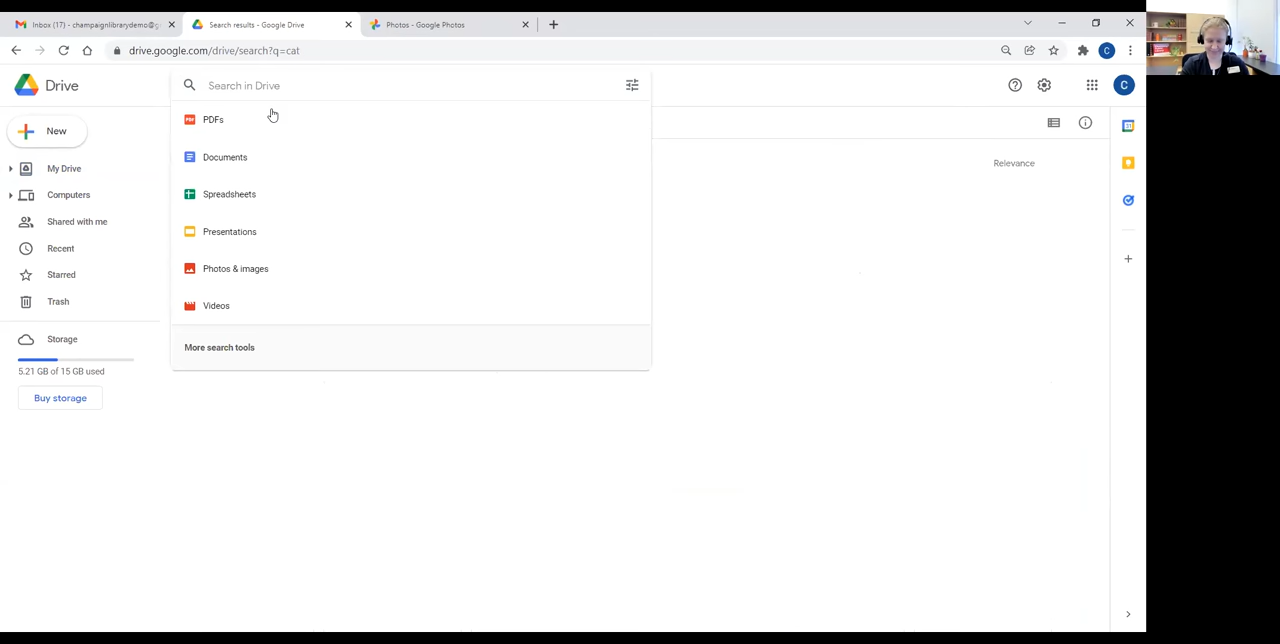 Inbox (17) - champaignlibrarydemo@g
Search results - Google Drive
Photos - Google Photos
drive.google.com/drive/search?q=cat
C
Drive
Search in Drive
C
New
PDFs
Relevance
Documents
My Drive
Computers
Spreadsheets
Shared with me
Presentations
Recent
Photos & images
Starred
Trash
Videos
Storage
More search tools
5.21 GB of 15 GB used
Buy storage